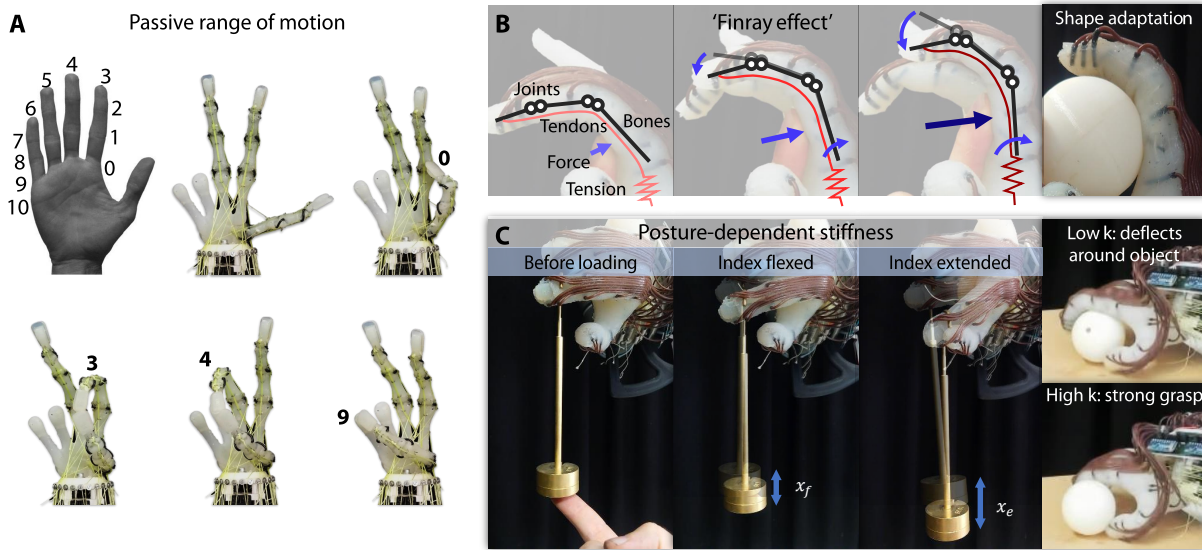 A
Passive range of motion
4
5
3
6
2
7
1
8
0
9
10
0
3
4
9
B
'Finray effect'
Shape adaptation
Joints
Tendons
Bones
Force
Tension
C
Posture-dependent stiffness
Before loading
Index flexed
Index extended
x_f
x_e
Low k: deflects
around object
High k: strong grasp